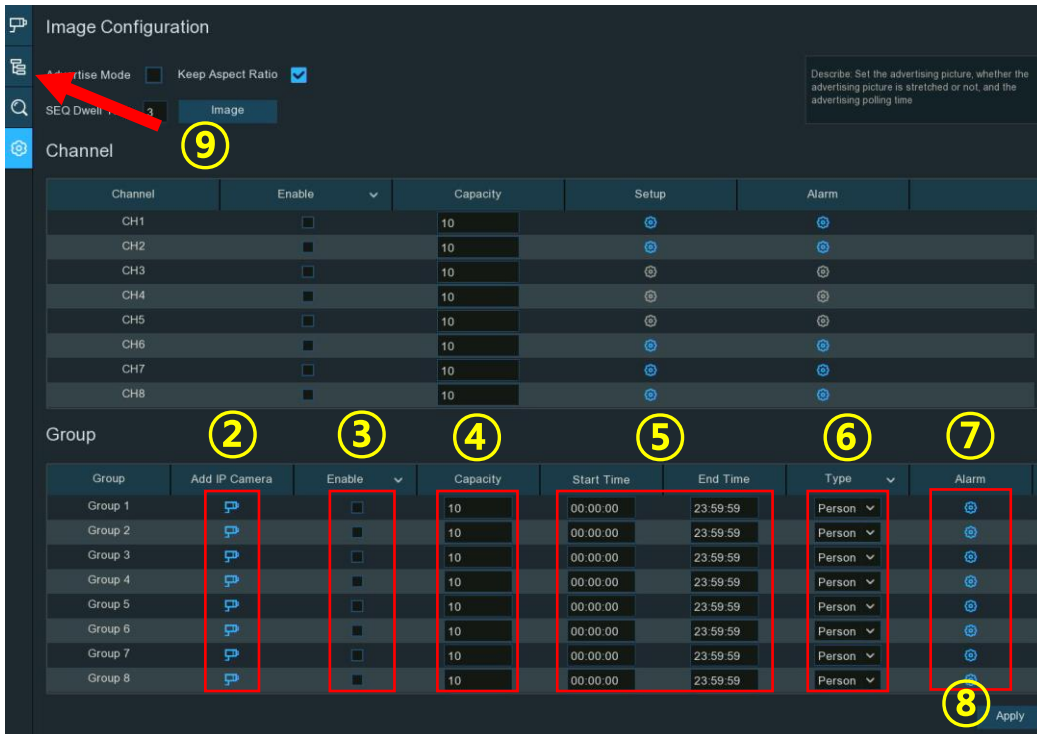 Image Configuration
Advertise Mode Keep Aspect Ratio
Describe: Set the advertising picture, whether the
advertising picture is stretched or not, and the
advertising polling time
SEQ Dwell 3 Image
⑨
Channel
Channel Enable Capacity Setup Alarm
CH1 10
CH2 10
CH3 10
CH4 10
CH5 10
CH6 10
CH7 10
CH8 10
Group ② ③ ④ ⑤ ⑥ ⑦
Group Add IP Camera Enable Capacity Start Time End Time Type Alarm
Group 1 10 00:00:00 23:59:59 Person
Group 2 10 00:00:00 23:59:59 Person
Group 3 10 00:00:00 23:59:59 Person
Group 4 10 00:00:00 23:59:59 Person
Group 5 10 00:00:00 23:59:59 Person
Group 6 10 00:00:00 23:59:59 Person
Group 7 10 00:00:00 23:59:59 Person
Group 8 10 00:00:00 23:59:59 Person
⑧ Apply